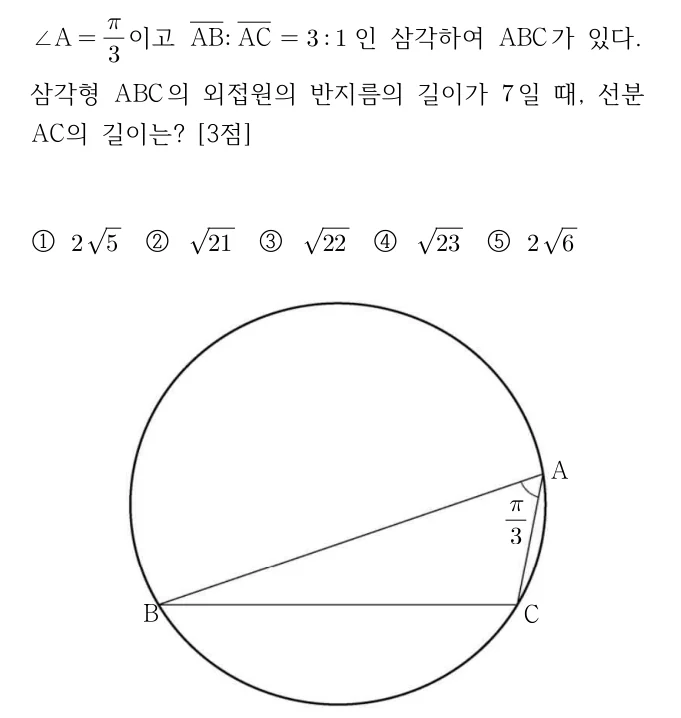 ∠A = π/3 이고 AB : AC = 3 : 1 인 삼각하여 ABC가 있다.
삼각형 ABC의 외접원의 반지름의 길이가 7일 때, 선분
AC의 길이는? [3점]
① 2√5 ② √21 ③ √22 ④ √23 ⑤ 2√6
A
π/3
B
C